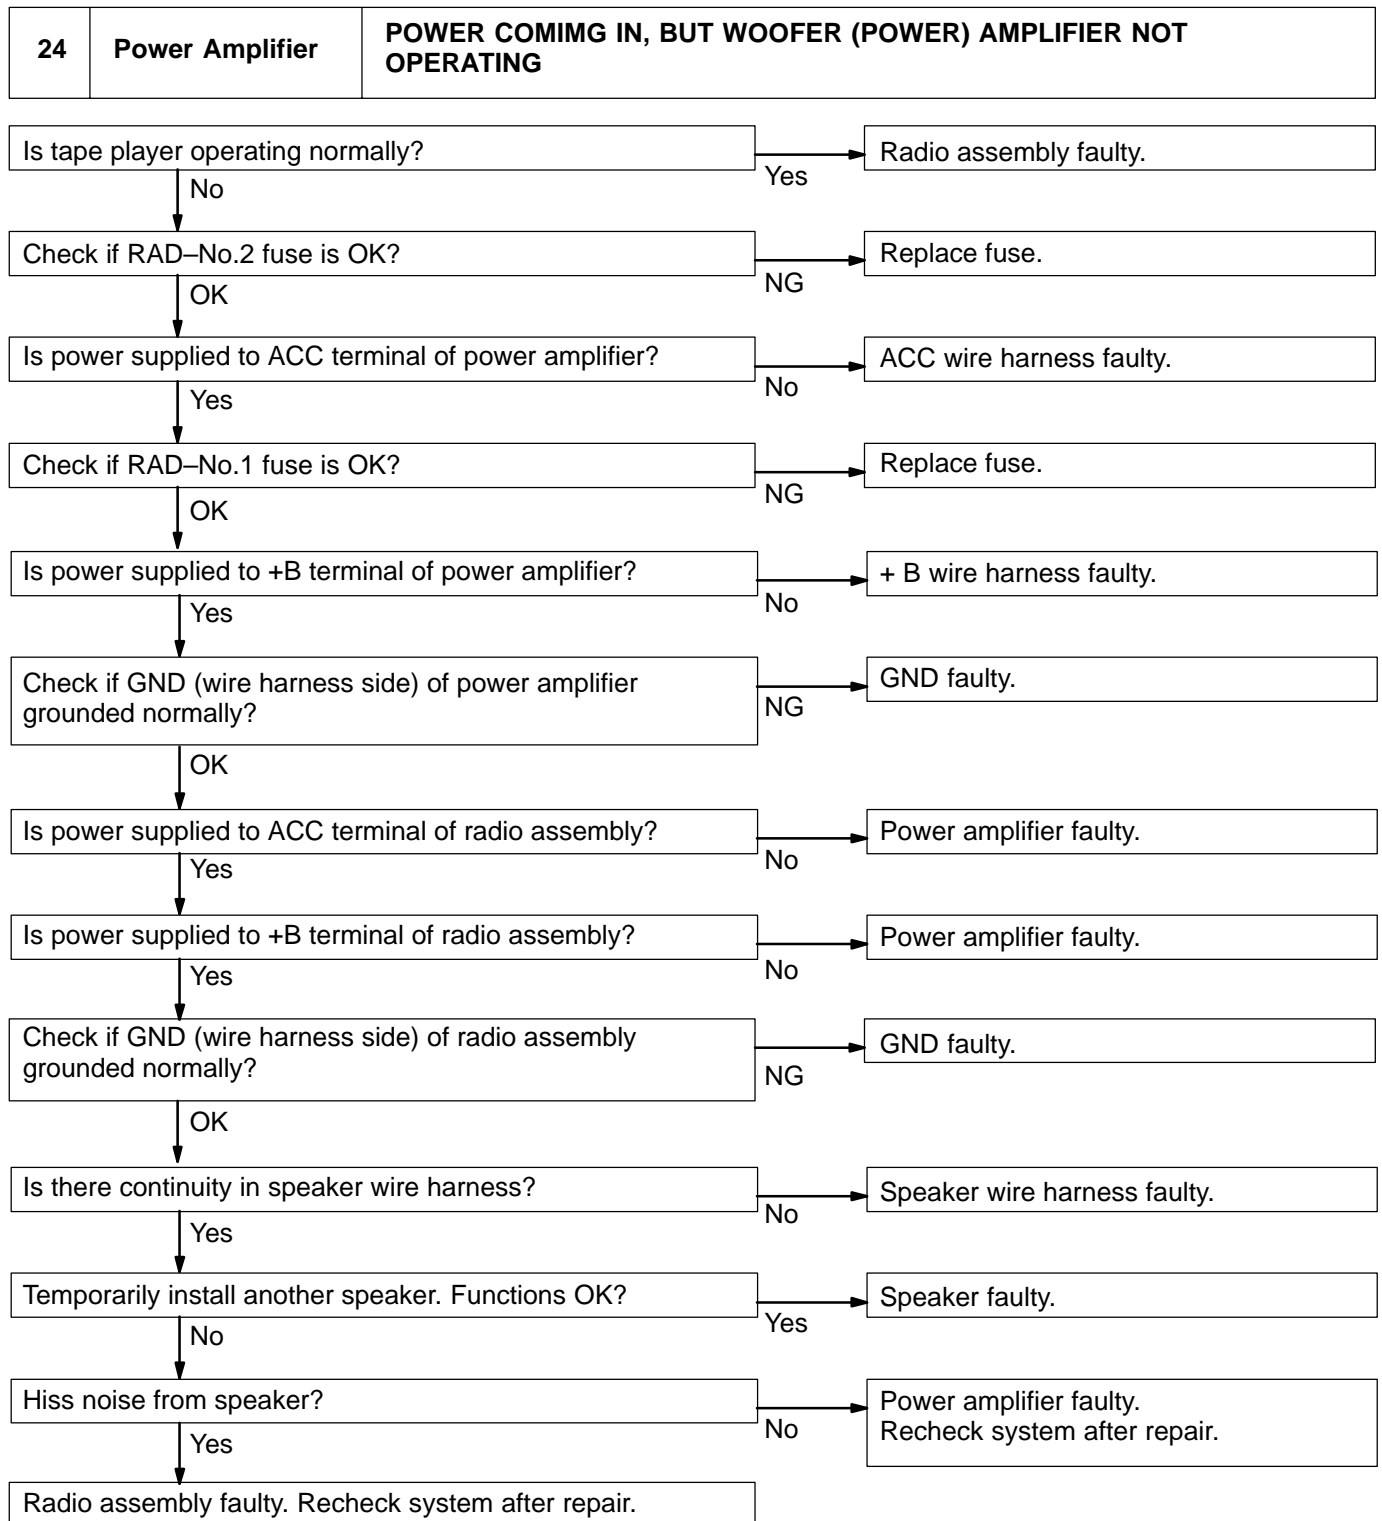 24
Power Amplifier
POWER COMIMG IN, BUT WOOFER (POWER) AMPLIFIER NOT
OPERATING
Is tape player operating normally?
Yes
Radio assembly faulty.
No
Check if RAD–No.2 fuse is OK?
NG
Replace fuse.
OK
Is power supplied to ACC terminal of power amplifier?
No
ACC wire harness faulty.
Yes
Check if RAD–No.1 fuse is OK?
NG
Replace fuse.
OK
Is power supplied to +B terminal of power amplifier?
No
+ B wire harness faulty.
Yes
Check if GND (wire harness side) of power amplifier
grounded normally?
NG
GND faulty.
OK
Is power supplied to ACC terminal of radio assembly?
No
Power amplifier faulty.
Yes
Is power supplied to +B terminal of radio assembly?
No
Power amplifier faulty.
Yes
Check if GND (wire harness side) of radio assembly
grounded normally?
NG
GND faulty.
OK
Is there continuity in speaker wire harness?
No
Speaker wire harness faulty.
Yes
Temporarily install another speaker. Functions OK?
Yes
Speaker faulty.
No
Hiss noise from speaker?
No
Power amplifier faulty.
Recheck system after repair.
Yes
Radio assembly faulty. Recheck system after repair.